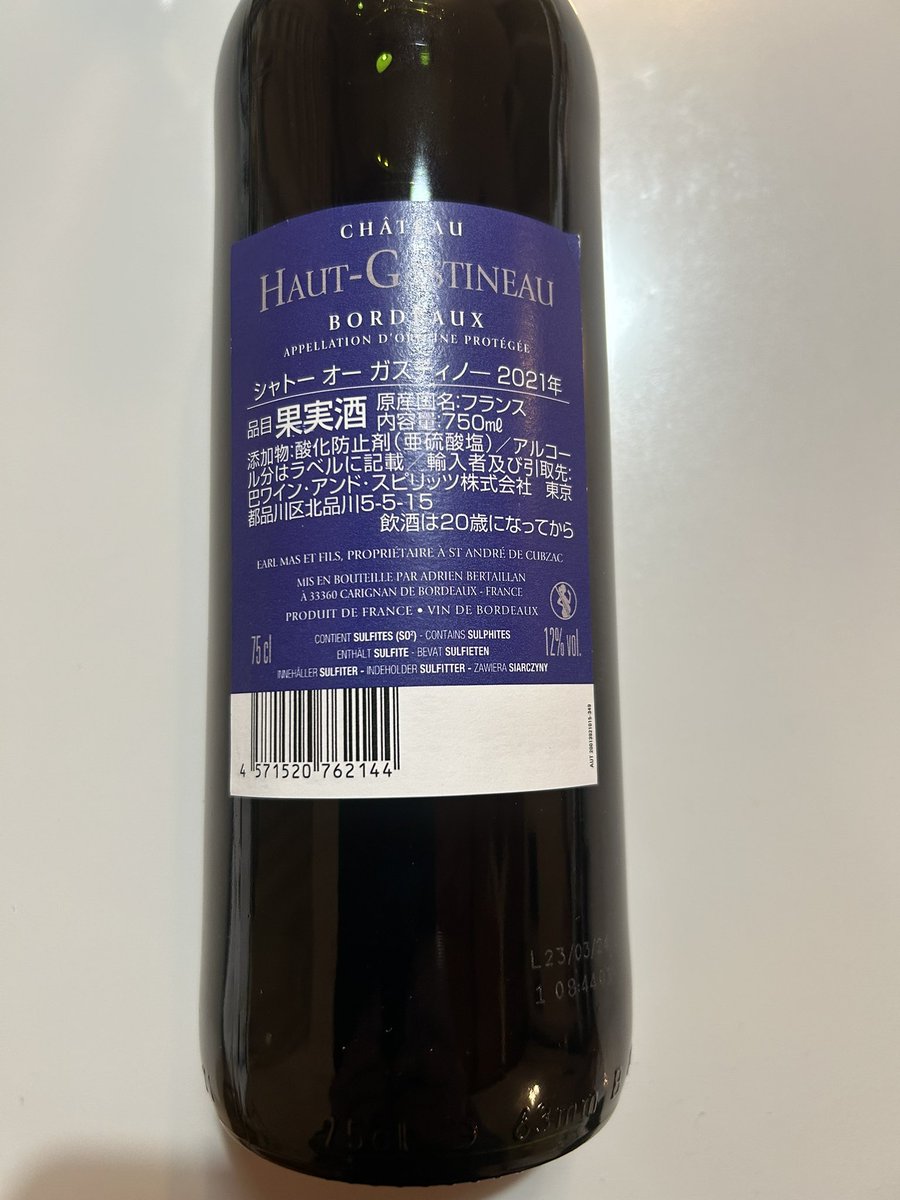 CHÂTEAU
HAUT-GASTINEAU
BORDEAUX
APPELLATION D'ORIGINE PROTÉGÉE
シャトー オー ガスティノー 2021年
品目 果実酒 原産国名:フランス
内容量:750mℓ
添加物:酸化防止剤(亜硫酸塩)/アルコー
ル分はラベルに記載/輸入者及び引取先:
巴ワイン・アンド・スピリッツ株式会社 東京
都品川区北品川5-5-15
飲酒は20歳になってから
EARL MAS ET FILS, PROPRIÉTAIRE À ST ANDRÉ DE CUBZAC
MIS EN BOUTEILLE PAR ADRIEN BERTAILLAN
À 33360 CARIGNAN DE BORDEAUX - FRANCE
PRODUIT DE FRANCE • VIN DE BORDEAUX
75 cl
CONTIENT SULFITES (SO²) - CONTAINS SULPHITES
ENTHÄLT SULFITE - BEVAT SULFIETEN
INNEHÅLLER SULFITER - INDEHOLDER SULFITTER - ZAWIERA SIARCZYNY
12% vol.
4 571520 762144
L23/03/
1 08:44
75cl 63mm